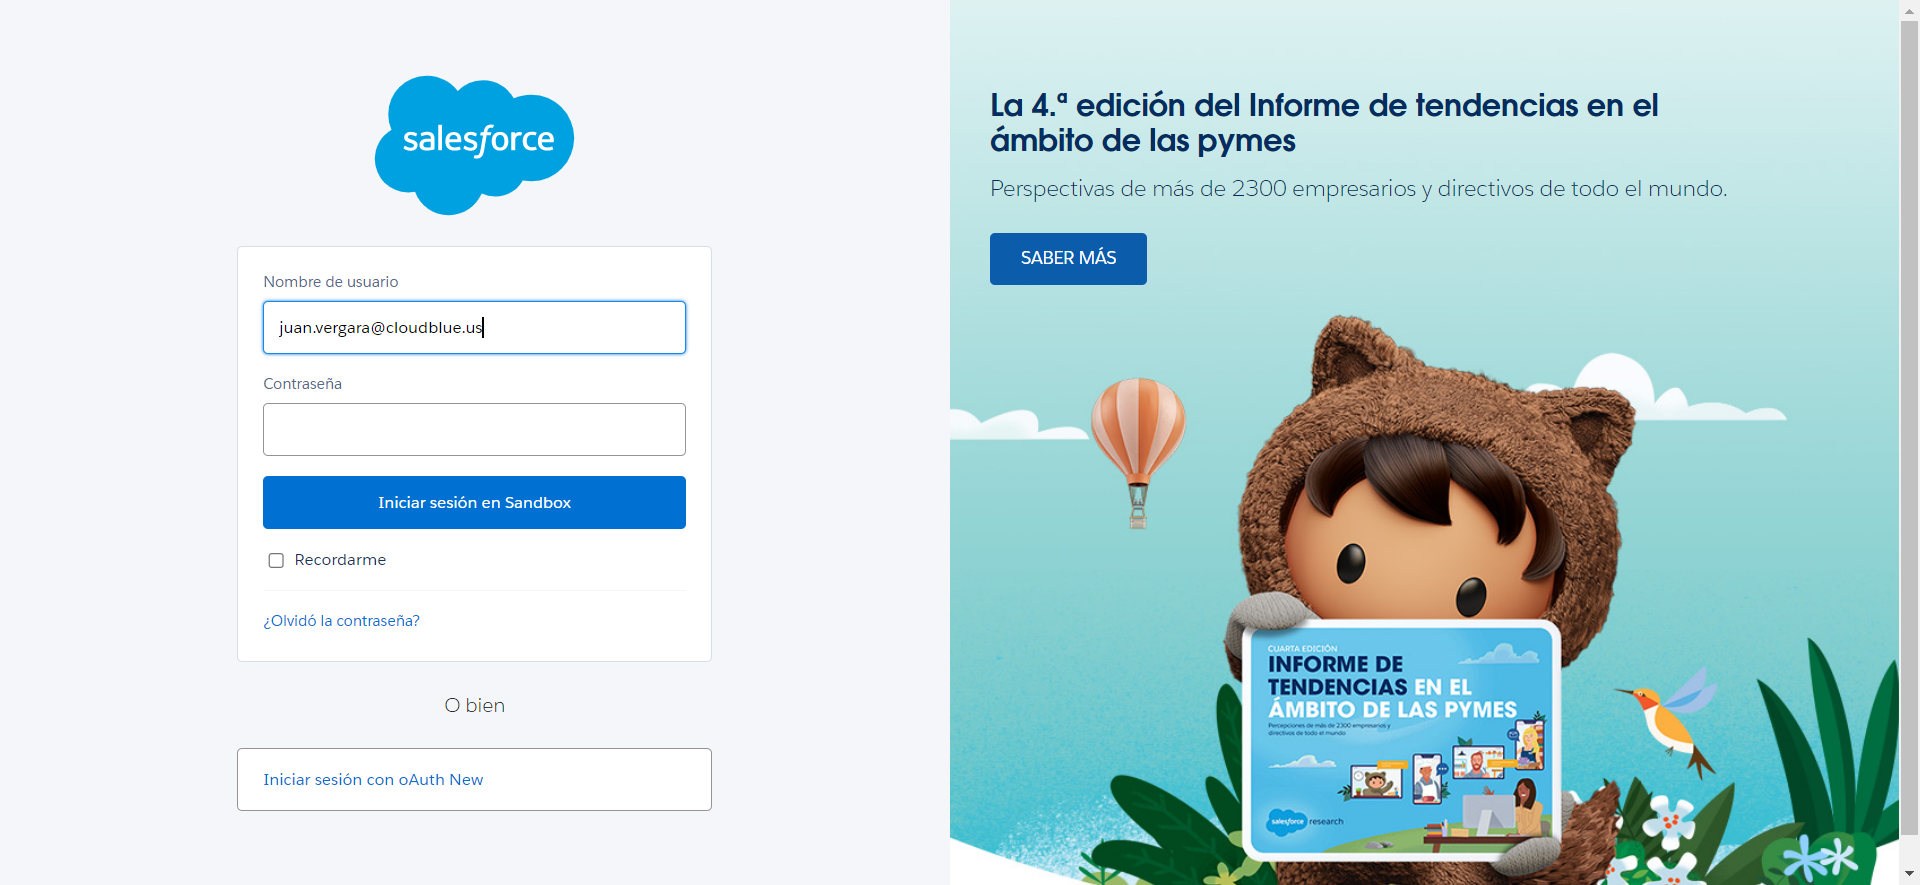 salesforce
Nombre de usuario
juan.vergara@cloudblue.us
Contraseña
Iniciar sesión en Sandbox
Recordarme
¿Olvidó la contraseña?
O bien
Iniciar sesión con oAuth New
La 4.ª edición del Informe de tendencias en el
ámbito de las pymes
Perspectivas de más de 2300 empresarios y directivos de todo el mundo.
SABER MÁS
CUARTA EDICIÓN
INFORME DE
TENDENCIAS EN EL
ÁMBITO DE LAS PYMES
Percepciones de más de 2300 empresarios y
directivos de todo el mundo
salesforce research